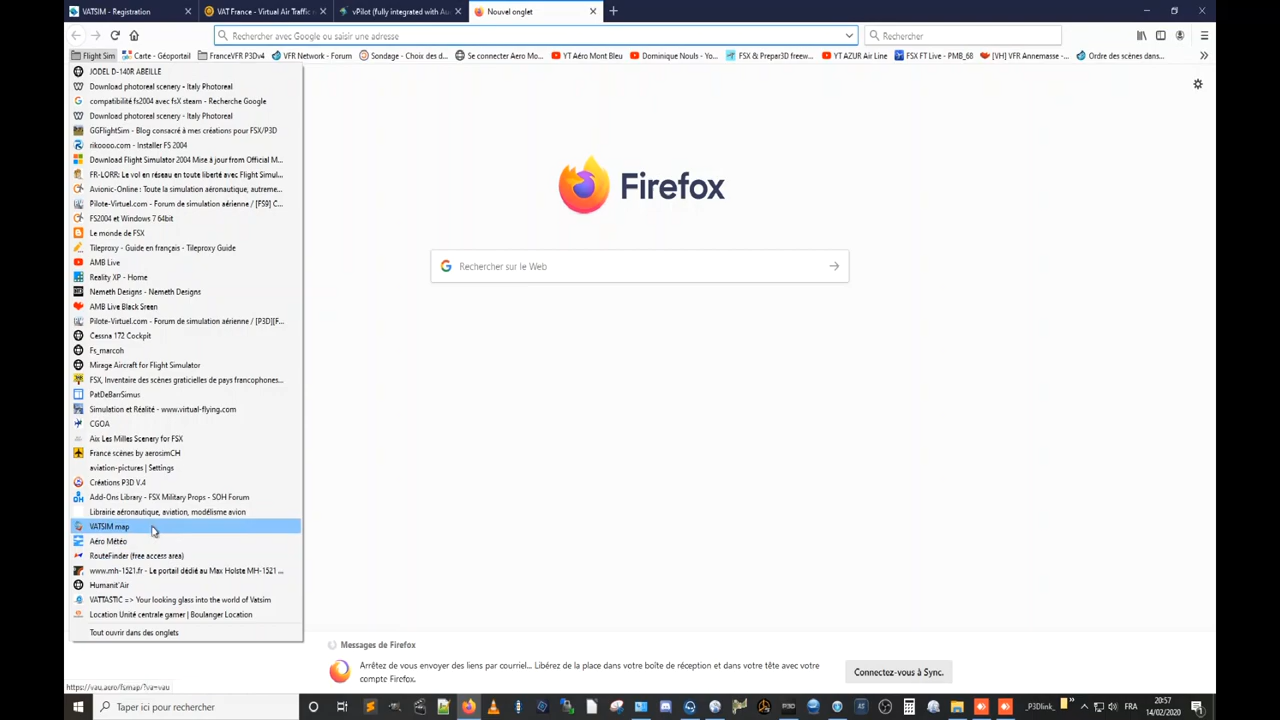 VATSIM - Registration
VAT France - Virtual Air Traffic
vPilot (fully integrated with Au
Nouvel onglet
Rechercher avec Google ou saisir une adresse
Rechercher
Flight Sim
Carte - Géoportail
FranceVFR P3Dv4
VFR Network - Forum
Sondage - Choix des d...
Se connecter Aero Mo...
YT Aéro Mont Bleu
Dominique Nouls - Yo...
FSX & Prepar3d freew...
YT AZUR Air Line
FSX FT Live - PMB_68
[VH] VFR Annemasse -...
Ordre des scènes dans...
JODEL D-140R ABEILLE
Download photoreal scenery - Italy Photoreal
compatibilité fs2004 avec fsX steam - Recherche Google
Download photoreal scenery - Italy Photoreal
GGFlightSim - Blog consacré à mes créations pour FSX/P3D
rikoooo.com - Installer FS 2004
Download Flight Simulator 2004 Mise à jour from Official M...
FR-LORR: Le vol en réseau en toute liberté avec Flight Simul...
Avionic-Online : Toute la simulation aéronautique, autreme...
Pilote-Virtuel.com - Forum de simulation aérienne / [FS9] C...
FS2004 et Windows 7 64bit
Le monde de FSX
Tileproxy - Guide en français - Tileproxy Guide
AMB Live
Reality XP - Home
Nemeth Designs - Nemeth Designs
AMB Live Black Sreen
Pilote-Virtuel.com - Forum de simulation aérienne / [P3D][F...
Cessna 172 Cockpit
Fs_marcoh
Mirage Aircraft for Flight Simulator
FSX, Inventaire des scènes graticielles de pays francophones...
PatDeBarrSimus
Simulation et Réalité - www.virtual-flying.com
CGOA
Aix Les Milles Scenery for FSX
France scènes by aerosimCH
aviation-pictures | Settings
Créations P3D V.4
Add-Ons Library - FSX Military Props - SOH Forum
Librairie aéronautique, aviation, modélisme avion
VATSIM map
Aéro Météo
RouteFinder (free access area)
www.mh-1521.fr - Le portail dédié au Max Holste MH-1521 ...
Humanit'Air
VATTASTIC => Your looking glass into the world of Vatsim
Location Unité centrale gamer | Boulanger Location
Tout ouvrir dans des onglets
Firefox
Rechercher sur le Web
Messages de Firefox
Arrêtez de vous envoyer des liens par courriel... Libérez de la place dans votre boîte de réception et dans votre tête avec votre
compte Firefox.
Connectez-vous à Sync.
https://vau.aero/fsmap/?va=vau
Taper ici pour rechercher
_P3Dlink_
FRA
20:57
14/02/2020